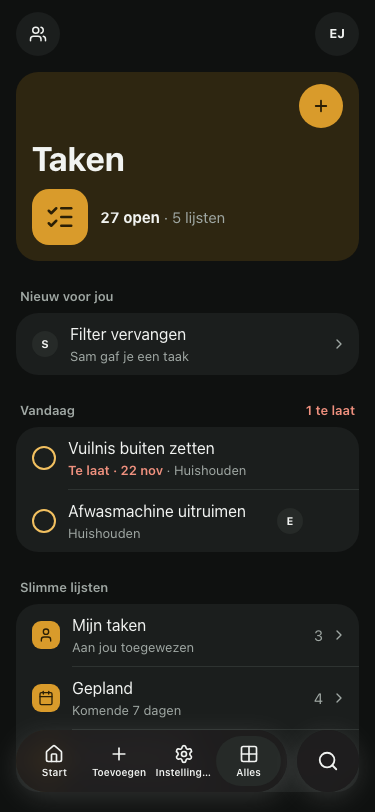 EJ
Taken
27 open · 5 lijsten
Nieuw voor jou
S
Filter vervangen
Sam gaf je een taak
Vandaag
1 te laat
Vuilnis buiten zetten
Te laat · 22 nov · Huishouden
Afwasmachine uitruimen
Huishouden
E
Slimme lijsten
Mijn taken
Aan jou toegewezen
3
Gepland
Komende 7 dagen
4
Start
Toevoegen
Instelling...
Alles